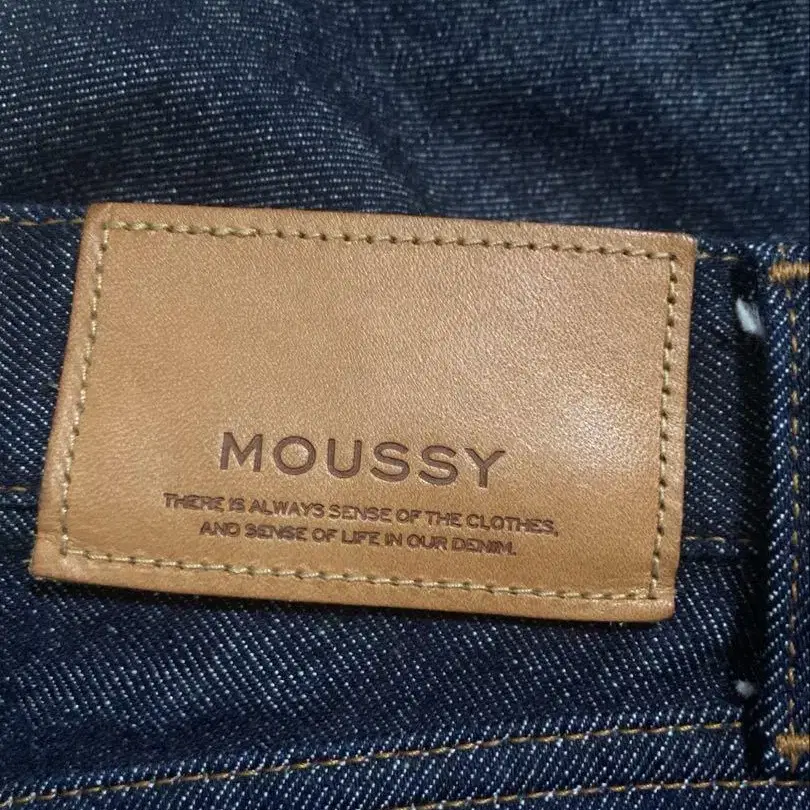 MOUSSY
THERE IS ALWAYS SENSE OF THE CLOTHES,
AND SENSE OF LIFE IN OUR DENIM.